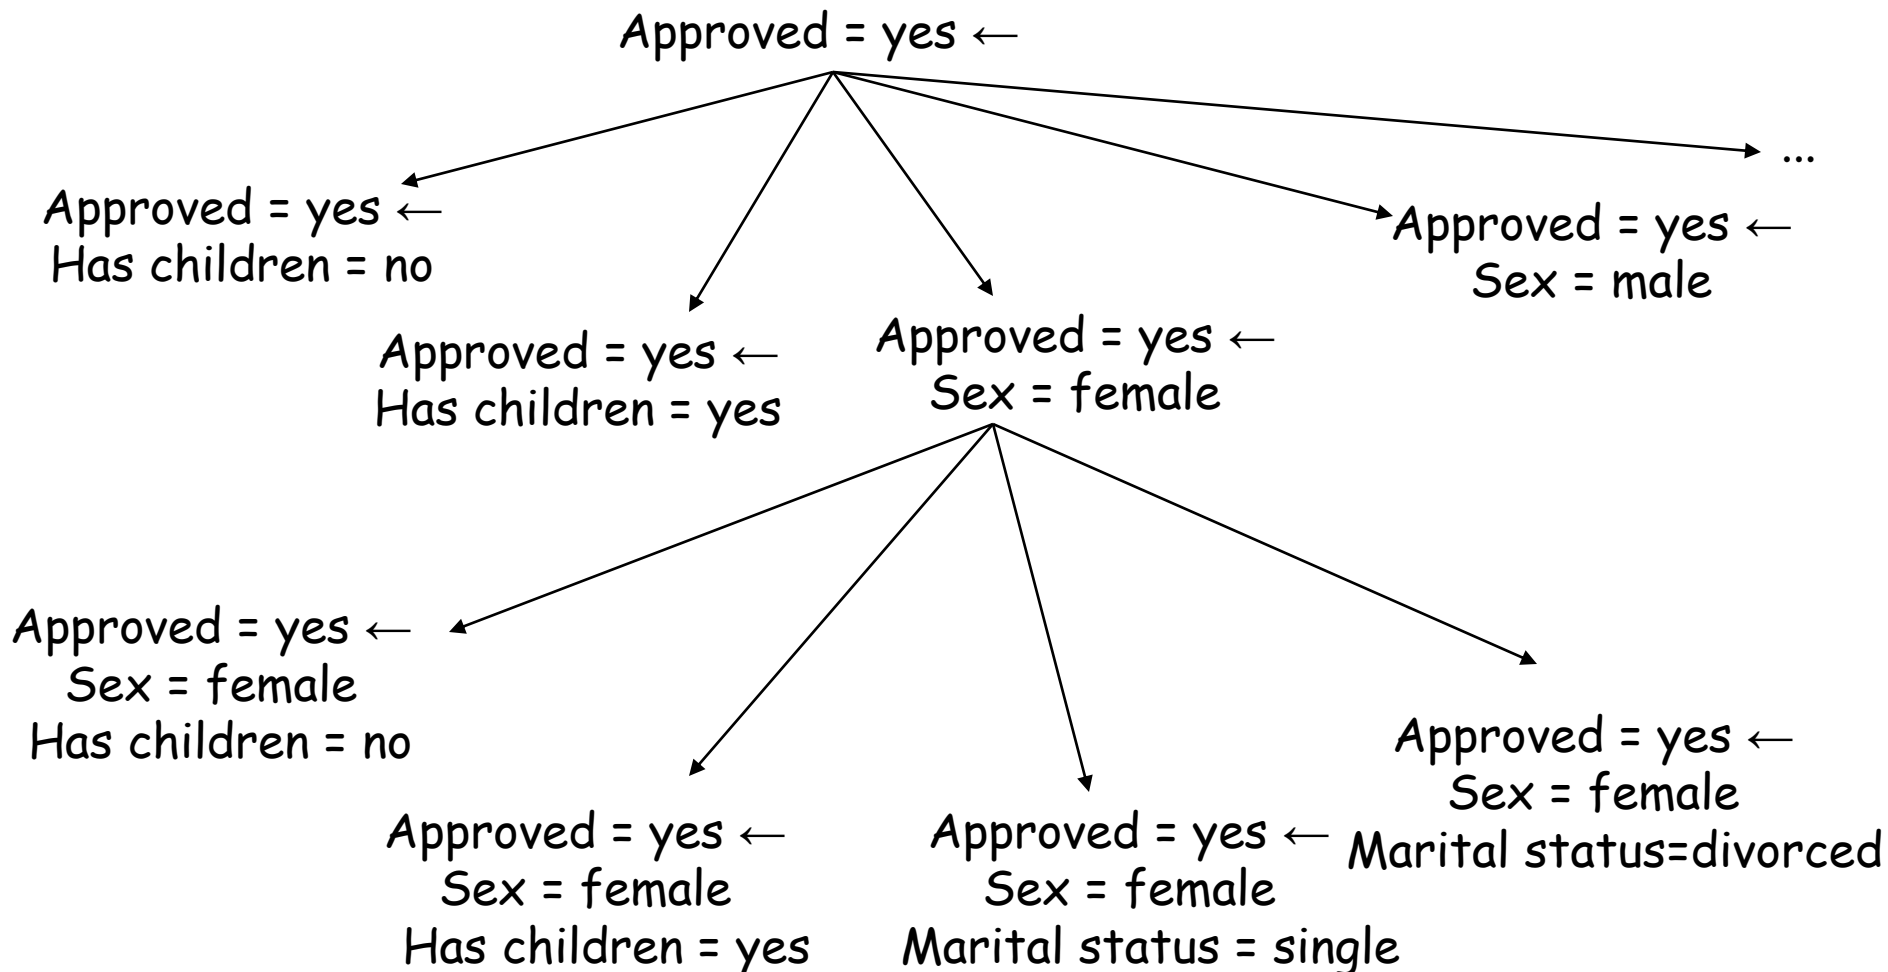 Approved = yes ←
...
Approved = yes ←
Has children = no
Approved = yes ←
Sex = male
Approved = yes ←
Has children = yes
Approved = yes ←
Sex = female
Approved = yes ←
Sex = female
Has children = no
Approved = yes ←
Sex = female
Has children = yes
Approved = yes ←
Sex = female
Marital status = single
Approved = yes ←
Sex = female
Marital status=divorced